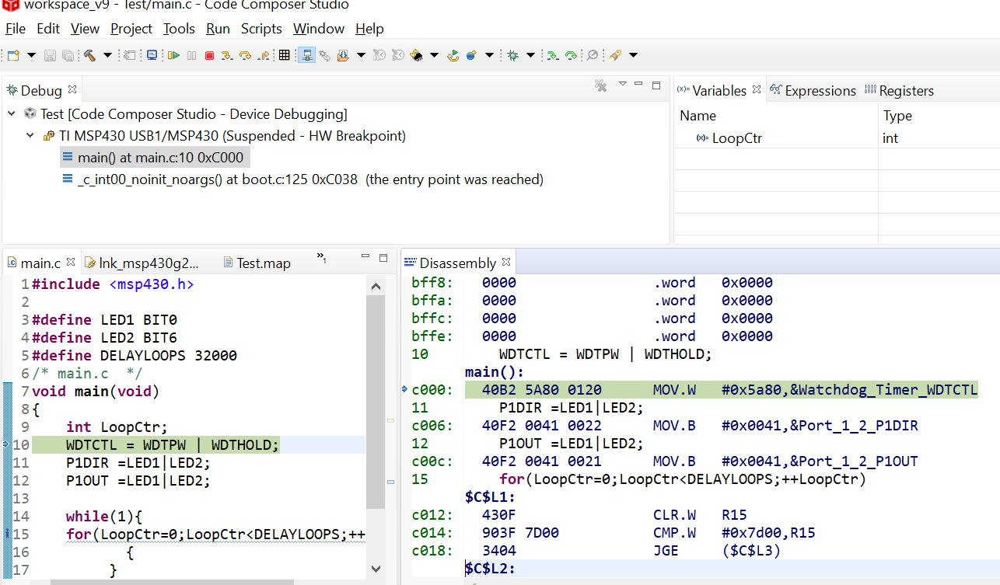 workspace_v9 - Test/main.c - Code Composer Studio
File Edit View Project Tools Run Scripts Window Help
Debug
Test [Code Composer Studio - Device Debugging]
TI MSP430 USB1/MSP430 (Suspended - HW Breakpoint)
main() at main.c:10 0xC000
_c_int00_noinit_noargs() at boot.c:125 0xC038 (the entry point was reached)
(x)= Variables Expressions 1010 0101 Registers
Name Type
(x)= LoopCtr int
main.c lnk_msp430g2... Test.map »1
1 #include <msp430.h>
2
3 #define LED1 BIT0
4 #define LED2 BIT6
5 #define DELAYLOOPS 32000
6 /* main.c  */
7 void main(void)
8 {
9     int LoopCtr;
10     WDTCTL = WDTPW | WDTHOLD;
11     P1DIR =LED1|LED2;
12     P1OUT =LED1|LED2;
13
14     while(1){
15     for(LoopCtr=0;LoopCtr<DELAYLOOPS;++
16            {
17          }
Disassembly
bff8:   0000                .word   0x0000
bffa:   0000                .word   0x0000
bffc:   0000                .word   0x0000
bffe:   0000                .word   0x0000
10        WDTCTL = WDTPW | WDTHOLD;
main():
c000:   40B2 5A80 0120      MOV.W   #0x5a80,&Watchdog_Timer_WDTCTL
11        P1DIR =LED1|LED2;
c006:   40F2 0041 0022      MOV.B   #0x0041,&Port_1_2_P1DIR
12        P1OUT =LED1|LED2;
c00c:   40F2 0041 0021      MOV.B   #0x0041,&Port_1_2_P1OUT
15        for(LoopCtr=0;LoopCtr<DELAYLOOPS;++LoopCtr)
$C$L1:
c012:   430F                CLR.W   R15
c014:   903F 7D00           CMP.W   #0x7d00,R15
c018:   3404                JGE     ($C$L3)
$C$L2: